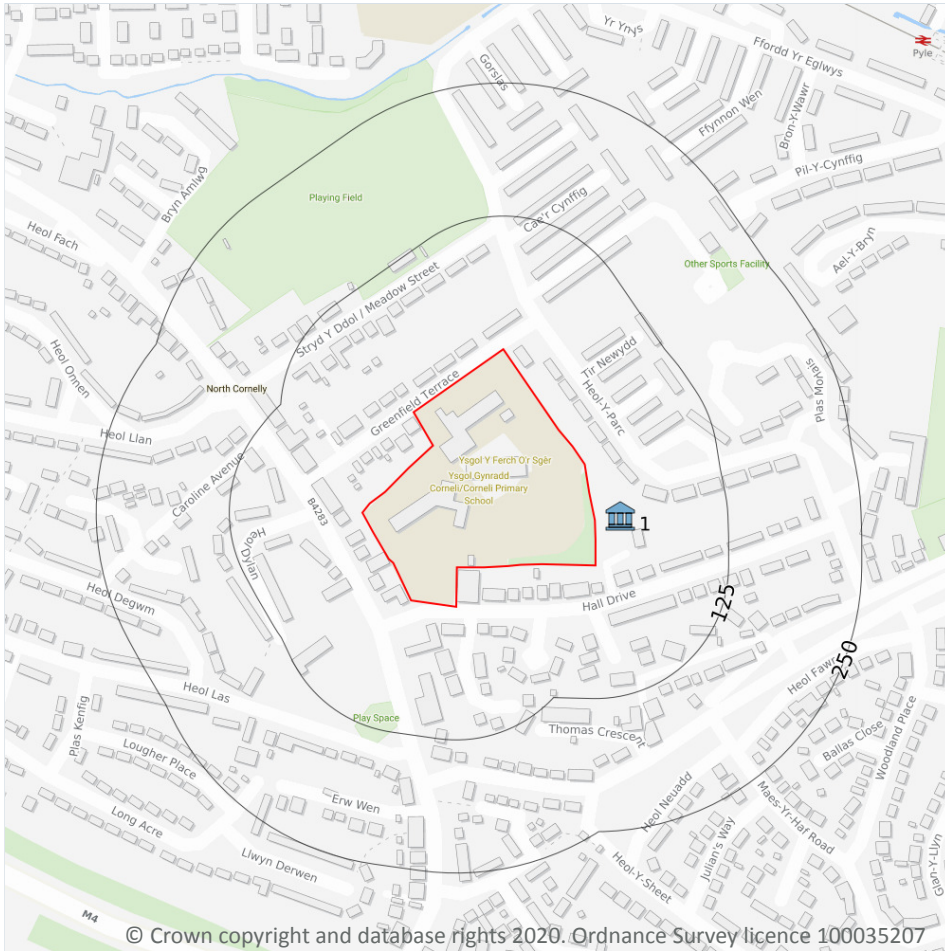 Yr Ynys
Ffordd Yr Eglwys
Pyle
Gorslas
Ffynnon Wen
Bron-Y-Wawr
Pil-Y-Cynffig
Bryn Amlwg
Playing Field
Cae'r Cynffig
Heol Fach
Ael-Y-Bryn
Other Sports Facility
Stryd Y Ddol / Meadow Street
Heol Onnen
Tir Newydd
North Cornelly
Greenfield Terrace
Heol-Y-Parc
Plas Morlais
Heol Llan
Caroline Avenue
Ysgol Y Ferch O'r Sgêr
Ysgol Gynradd
Corneli/Corneli Primary
School
B4283
1
Heol Dylan
Heol Degwm
Hall Drive
125
250
Heol Fawr
Heol Las
Plas Kenfig
Play Space
Thomas Crescent
Ballas Close
Woodland Place
Lougher Place
Erw Wen
Heol Neuadd
Maes-Yr-Haf Road
Long Acre
Llwyn Derwen
Heol-Y-Sheet
Julian's Way
Glan-Y-Llyn
M4
© Crown copyright and database rights 2020. Ordnance Survey licence 100035207